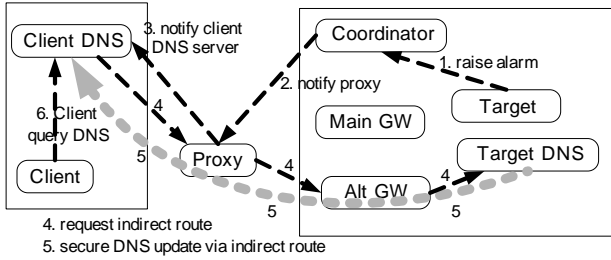 Client DNS
3. notify client
DNS server
Coordinator
1. raise alarm
2. notify proxy
4
6. Client
query DNS
Target
Main GW
5
Proxy
Target DNS
Client
4
4
Alt GW
5
5
4. request indirect route
5. secure DNS update via indirect route